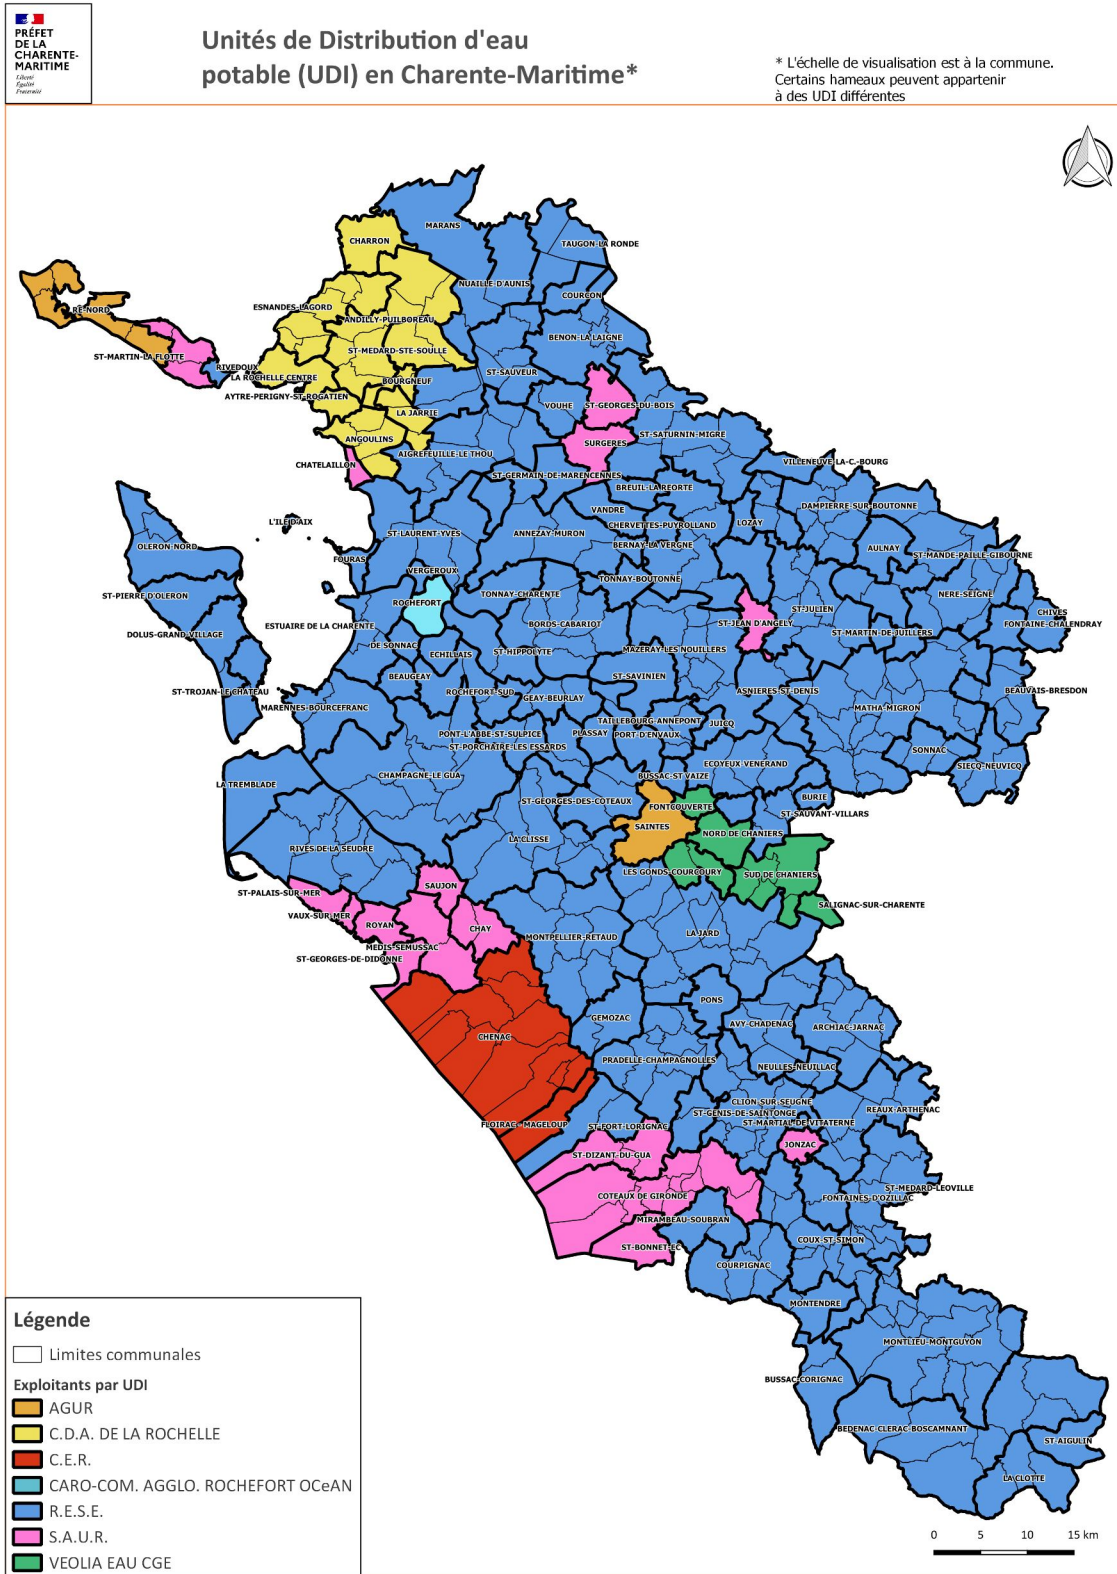 PRÉFET
DE LA
CHARENTE-
MARITIME
Liberté
Égalité
Fraternité
Unités de Distribution d'eau
potable (UDI) en Charente-Maritime*
* L'échelle de visualisation est à la commune.
Certains hameaux peuvent appartenir
à des UDI différentes
MARANS
CHARRON
TAUGON-LA RONDE
NUAILLE-D'AUNIS
COURCON
ESNANDES-LAGORD
RE-NORD
ANDILLY-PUILBOREAU
BENON-LA LAIGNE
ST-MARTIN-LA FLOTTE
ST-MEDARD-STE-SOULLE
RIVEDOUX
LA ROCHELLE CENTRE
BOURGNEUF
ST-SAUVEUR
AYTRE-PERIGNY-ST-ROGATIEN
VOUHE
ST-GEORGES-DU-BOIS
LA JARRIE
ANGOULINS
SURGERES
ST-SATURNIN-MIGRE
AIGREFEUILLE-LE THOU
CHATELAILLON
VILLENEUVE-LA-C.-BOURG
ST-GERMAIN-DE-MARENCENNES
BREUIL-LA REORTE
VANDRE
DAMPIERRE-SUR-BOUTONNE
L'ILE D'AIX
CHERVETTES-PUYROLLAND
LOZAY
ST-LAURENT-YVES
ANNEZAY-MURON
OLERON-NORD
BERNAY-LA VERGNE
AULNAY
ST-MANDE-PAILLE-GIBOURNE
FOURAS
VERGEROUX
TONNAY-BOUTONNE
ST-PIERRE D'OLERON
ROCHEFORT
TONNAY-CHARENTE
NERE-SEIGNE
ST-JULIEN
CHIVES
FONTAINE-CHALENDRAY
ESTUAIRE DE LA CHARENTE
BORDS-CABARIOT
ST-JEAN D'ANGELY
DOLUS-GRAND-VILLAGE
ST-MARTIN-DE-JUILLERS
DE SONNAC
ECHILLAIS
ST-HIPPOLYTE
MAZERAY-LES NOUILLERS
BEAUGEAY
ST-SAVINIEN
ST-TROJAN-LE CHATEAU
ROCHEFORT-SUD
GEAY-BEURLAY
ASNIERES-ST-DENIS
BEAUVAIS-BRESDON
MARENNES-BOURCEFRANC
MATHA-MIGRON
TAILLEBOURG-ANNEPONT
JUICQ
PONT-L'ABBE-ST-SULPICE
PLASSAY
PORT D'ENVAUX
ST-PORCHAIRE-LES ESSARDS
SONNAC
ECOYEUX-VENERAND
SIECQ-NEUVICQ
CHAMPAGNE-LE GUA
BUSSAC-ST VAIZE
LA TREMBLADE
BURIE
ST-GEORGES-DES-COTEAUX
FONTCOUVERTE
ST-SAUVANT-VILLARS
SAINTES
NORD DE CHANIERS
LA CLISSE
RIVES DE LA SEUDRE
LES GONDS-COURCOURY
SUD DE CHANIERS
SAUJON
ST-PALAIS-SUR-MER
SALIGNAC-SUR-CHARENTE
VAUX-SUR-MER
ROYAN
CHAY
LA JARD
MONTPELLIER-RETAUD
MEDIS-SEMUSSAC
ST-GEORGES-DE-DIDONNE
PONS
GEMOZAC
AVY-CHADENAC
ARCHIAC-JARNAC
CHENAC
PRADELLE-CHAMPAGNOLLES
NEULLES-NEUILLAC
CLION-SUR-SEUGNE
ST-GENIS-DE-SAINTONGE
REAUX-ARTHENAC
FLOIRAC - MAGELOUP
ST-FORT-LORIGNAC
ST-MARTIAL DE VITATERNE
JONZAC
ST-DIZANT-DU-GUA
ST-MEDARD-LEOVILLE
COTEAUX DE GIRONDE
FONTAINES-D'OZILLAC
MIRAMBEAU-SOUBRAN
COUX-ST-SIMON
ST-BONNET-EC
COURPIGNAC
MONTENDRE
MONTLIEU-MONTGUYON
BUSSAC-CORIGNAC
BEDENAC-CLERAC-BOSCAMNANT
ST-AIGULIN
LA CLOTTE
Légende
Limites communales
Exploitants par UDI
AGUR
C.D.A. DE LA ROCHELLE
C.E.R.
CARO-COM. AGGLO. ROCHEFORT OCeAN
R.E.S.E.
S.A.U.R.
VEOLIA EAU CGE
0 5 10 15 km